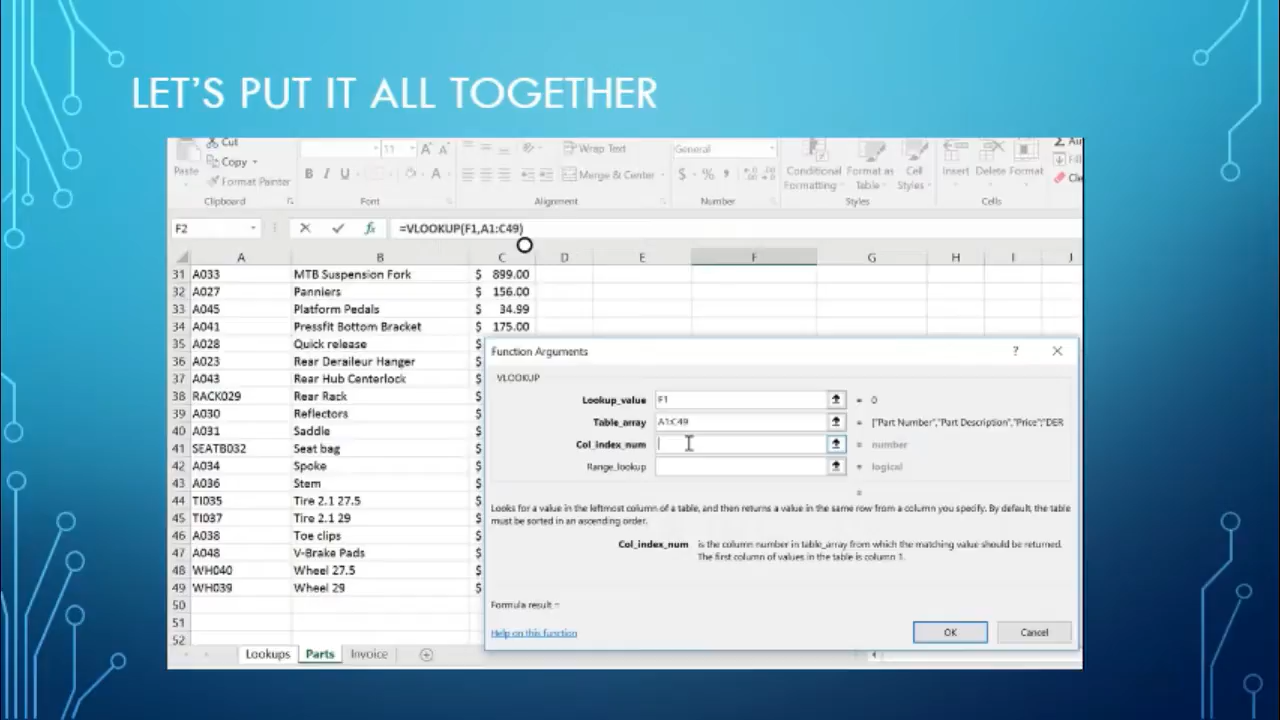 LET'S PUT IT ALL TOGETHER
Cut
Copy
Format Painter
Paste
11 A A
B I U A
Wrap Text
Merge & Center
General
$ % ,
Conditional Formatting
Format as Table
Cell Styles
Insert Delete Format
Clipboard Font Alignment Number Styles Cells
F2 fx =VLOOKUP(F1,A1:C49)
A B C D E F G H I J
31 A033 MTB Suspension Fork $ 899.00
32 A027 Panniers $ 156.00
33 A045 Platform Pedals $ 34.99
34 A041 Pressfit Bottom Bracket $ 175.00
35 A028 Quick release $
36 A023 Rear Deraileur Hanger $
37 A043 Rear Hub Centerlock $
38 RACK029 Rear Rack $
39 A030 Reflectors $
40 A031 Saddle $
41 SEATB032 Seat bag $
42 A034 Spoke $
43 A036 Stem $
44 TI035 Tire 2.1 27.5 $
45 TI037 Tire 2.1 29 $
46 A038 Toe clips $
47 A048 V-Brake Pads $
48 WH040 Wheel 27.5 $
49 WH039 Wheel 29 $
50
51
52
Function Arguments ? X
VLOOKUP
Lookup_value F1 = 0
Table_array A1:C49 = {"Part Number","Part Description","Price";"DER
Col_index_num = number
Range_lookup = logical
=
Looks for a value in the leftmost column of a table, and then returns a value in the same row from a column you specify. By default, the table
must be sorted in an ascending order.
Col_index_num is the column number in table_array from which the matching value should be returned.
The first column of values in the table is column 1.
Formula result =
Help on this function
OK Cancel
Lookups Parts Invoice